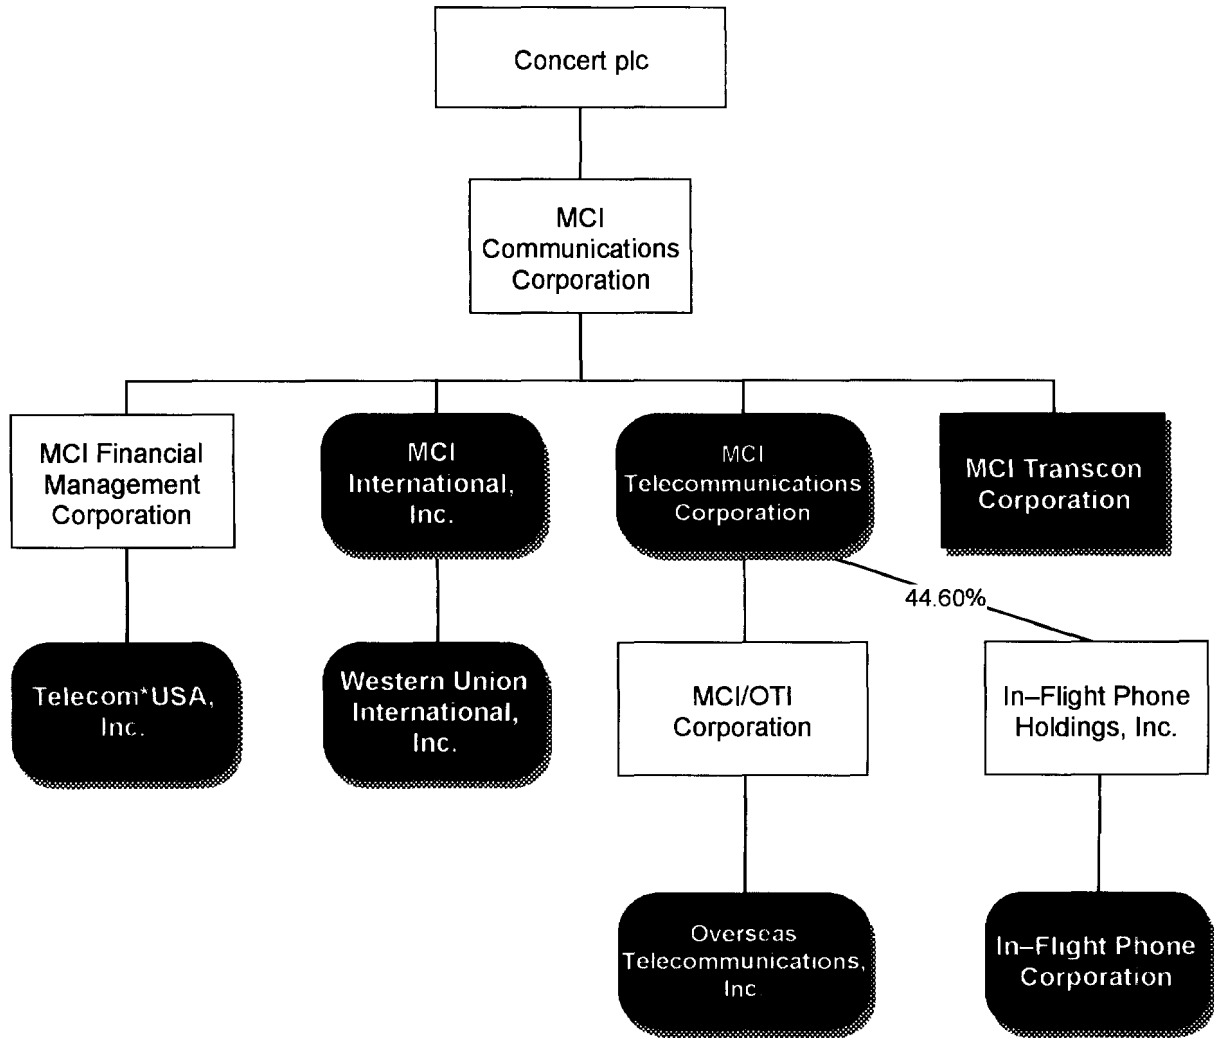 Concert plc
MCI
Communications
Corporation
MCI Financial
Management
Corporation
MCI
International,
Inc.
MCI
Telecommunications
Corporation
MCI Transcon
Corporation
44.60%
Telecom*USA,
Inc.
Western Union
International,
Inc.
MCI/OTI
Corporation
In–Flight Phone
Holdings, Inc.
Overseas
Telecommunications,
Inc.
In–Flight Phone
Corporation